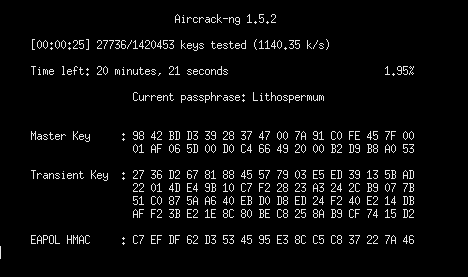 Aircrack-ng 1.5.2
[00:00:25] 27736/1420453 keys tested (1140.35 k/s)
Time left: 20 minutes, 21 seconds 1.95%
Current passphrase: Lithospermum
Master Key : 98 42 BD D3 39 28 37 47 00 7A 91 C0 FE 45 7F 00
01 AF 06 5D 00 D0 C4 66 49 20 00 B2 D9 B8 A0 53
Transient Key : 27 36 D2 67 81 88 45 57 79 03 E5 ED 39 13 5B AD
22 01 4D E4 9B 10 C7 F2 28 23 A3 24 2C B9 07 7B
51 C0 87 5A A6 40 EB D0 D8 ED 24 F2 40 E2 14 DB
AF F2 3B E2 1E 8C 80 BE C8 25 8A B9 CF 74 15 D2
EAPOL HMAC : C7 EF DF 62 D3 53 45 95 E3 8C C5 C8 37 22 7A 46